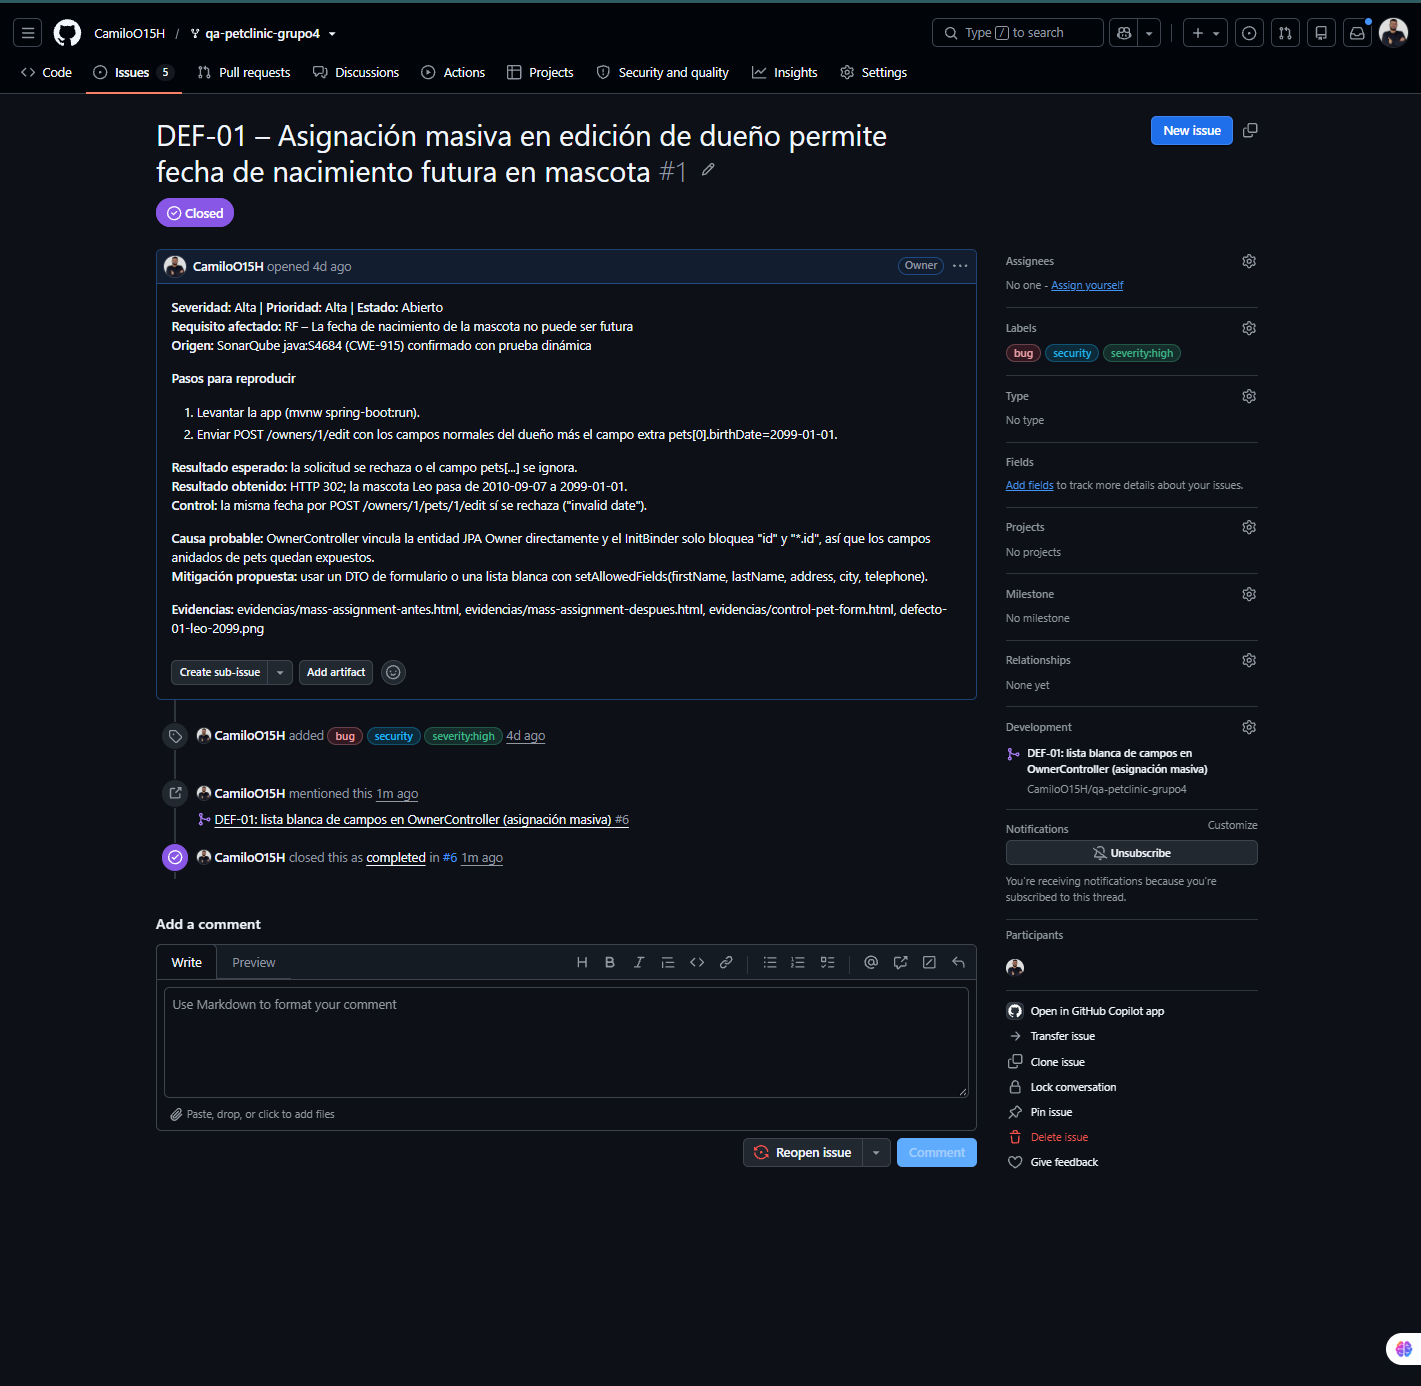 CamiloO15H / qa-petclinic-grupo4
Type / to search
Code
Issues 5
Pull requests
Discussions
Actions
Projects
Security and quality
Insights
Settings
DEF-01 – Asignación masiva en edición de dueño permite
fecha de nacimiento futura en mascota #1
New issue
Closed
CamiloO15H opened 4d ago
Owner
Severidad: Alta | Prioridad: Alta | Estado: Abierto
Requisito afectado: RF – La fecha de nacimiento de la mascota no puede ser futura
Origen: SonarQube java:S4684 (CWE-915) confirmado con prueba dinámica
Pasos para reproducir
1. Levantar la app (mvnw spring-boot:run).
2. Enviar POST /owners/1/edit con los campos normales del dueño más el campo extra pets[0].birthDate=2099-01-01.
Resultado esperado: la solicitud se rechaza o el campo pets[...] se ignora.
Resultado obtenido: HTTP 302; la mascota Leo pasa de 2010-09-07 a 2099-01-01.
Control: la misma fecha por POST /owners/1/pets/1/edit sí se rechaza ("invalid date").
Causa probable: OwnerController vincula la entidad JPA Owner directamente y el InitBinder solo bloquea "id" y "*.id", así que los campos
anidados de pets quedan expuestos.
Mitigación propuesta: usar un DTO de formulario o una lista blanca con setAllowedFields(firstName, lastName, address, city, telephone).
Evidencias: evidencias/mass-assignment-antes.html, evidencias/mass-assignment-despues.html, evidencias/control-pet-form.html, defecto-
01-leo-2099.png
Create sub-issue
Add artifact
CamiloO15H added bug security severity:high 4d ago
CamiloO15H mentioned this 1m ago
DEF-01: lista blanca de campos en OwnerController (asignación masiva) #6
CamiloO15H closed this as completed in #6 1m ago
Add a comment
Write
Preview
Use Markdown to format your comment
Paste, drop, or click to add files
Reopen issue
Comment
Assignees
No one - Assign yourself
Labels
bug security severity:high
Type
No type
Fields
Add fields to track more details about your issues.
Projects
No projects
Milestone
No milestone
Relationships
None yet
Development
DEF-01: lista blanca de campos en
OwnerController (asignación masiva)
CamiloO15H/qa-petclinic-grupo4
Notifications
Customize
Unsubscribe
You're receiving notifications because you're
subscribed to this thread.
Participants
Open in GitHub Copilot app
Transfer issue
Clone issue
Lock conversation
Pin issue
Delete issue
Give feedback